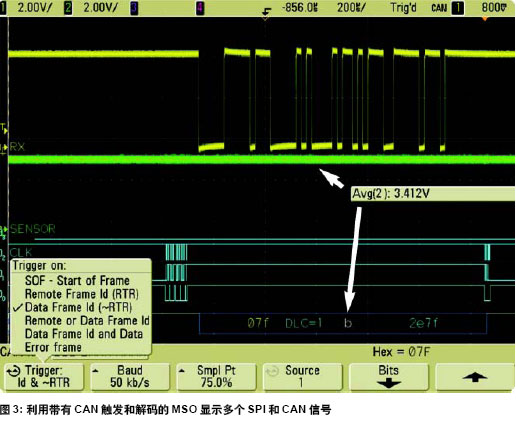 1 2.00V/ 2 2.00V/ 3 4 -856.0▒ 200▒/ Trig'd CAN 1 800▒
RX
Avg(2): 3.412V
SENSOR
CLK
Trigger on:
SOF - Start of Frame
Remote Frame Id (RTR)
✓ Data Frame Id (~RTR)
Remote or Data Frame Id
Data Frame Id and Data
Error frame
07f DLC=1 b 2e7f
Hex = 07F
Trigger: Id & ~RTR
Baud 50 kb/s
Smpl Pt 75.0%
Source 1
Bits
图 3: 利用带有 CAN 触发和解码的 MSO 显示多个 SPI 和 CAN 信号